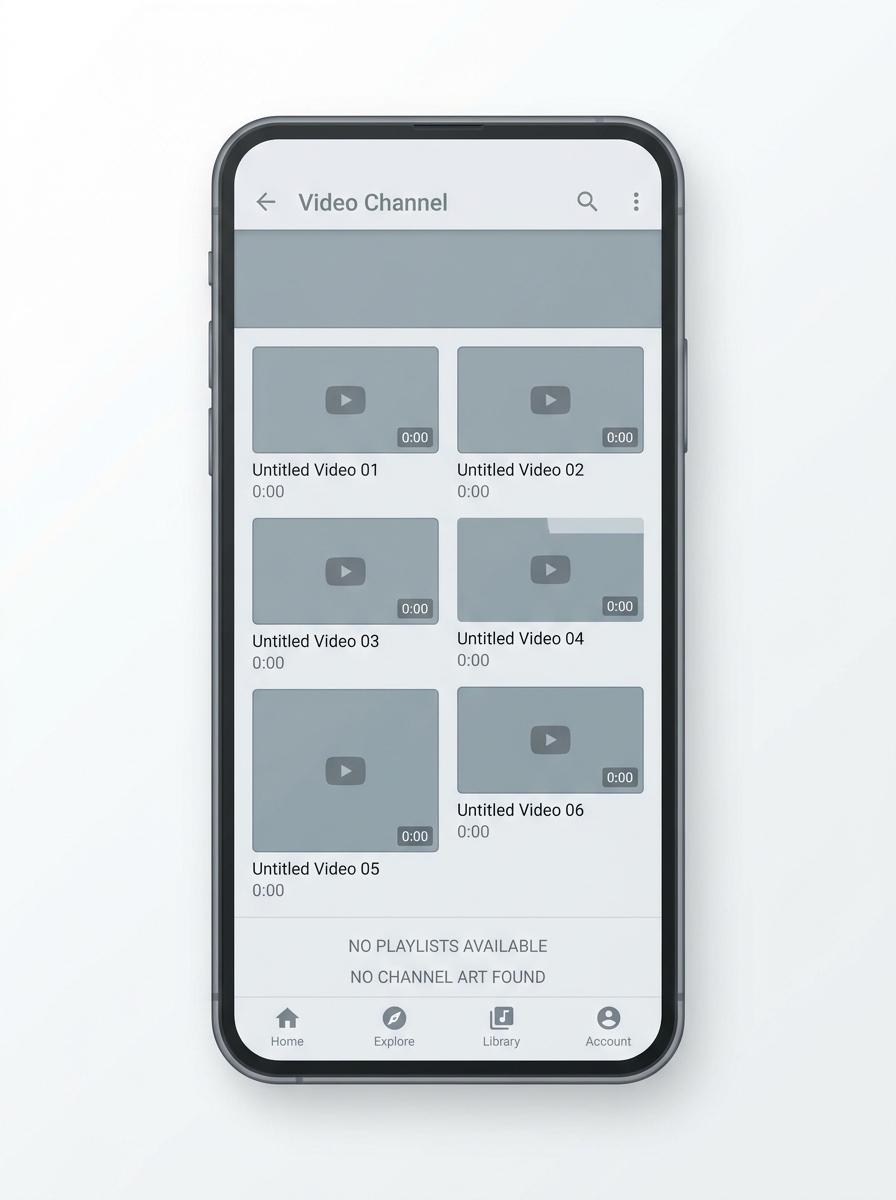 Video Channel
0:00
0:00
Untitled Video 01
Untitled Video 02
0:00
0:00
0:00
0:00
Untitled Video 03
Untitled Video 04
0:00
0:00
0:00
0:00
Untitled Video 05
Untitled Video 06
0:00
0:00
NO PLAYLISTS AVAILABLE
NO CHANNEL ART FOUND
Home
Explore
Library
Account